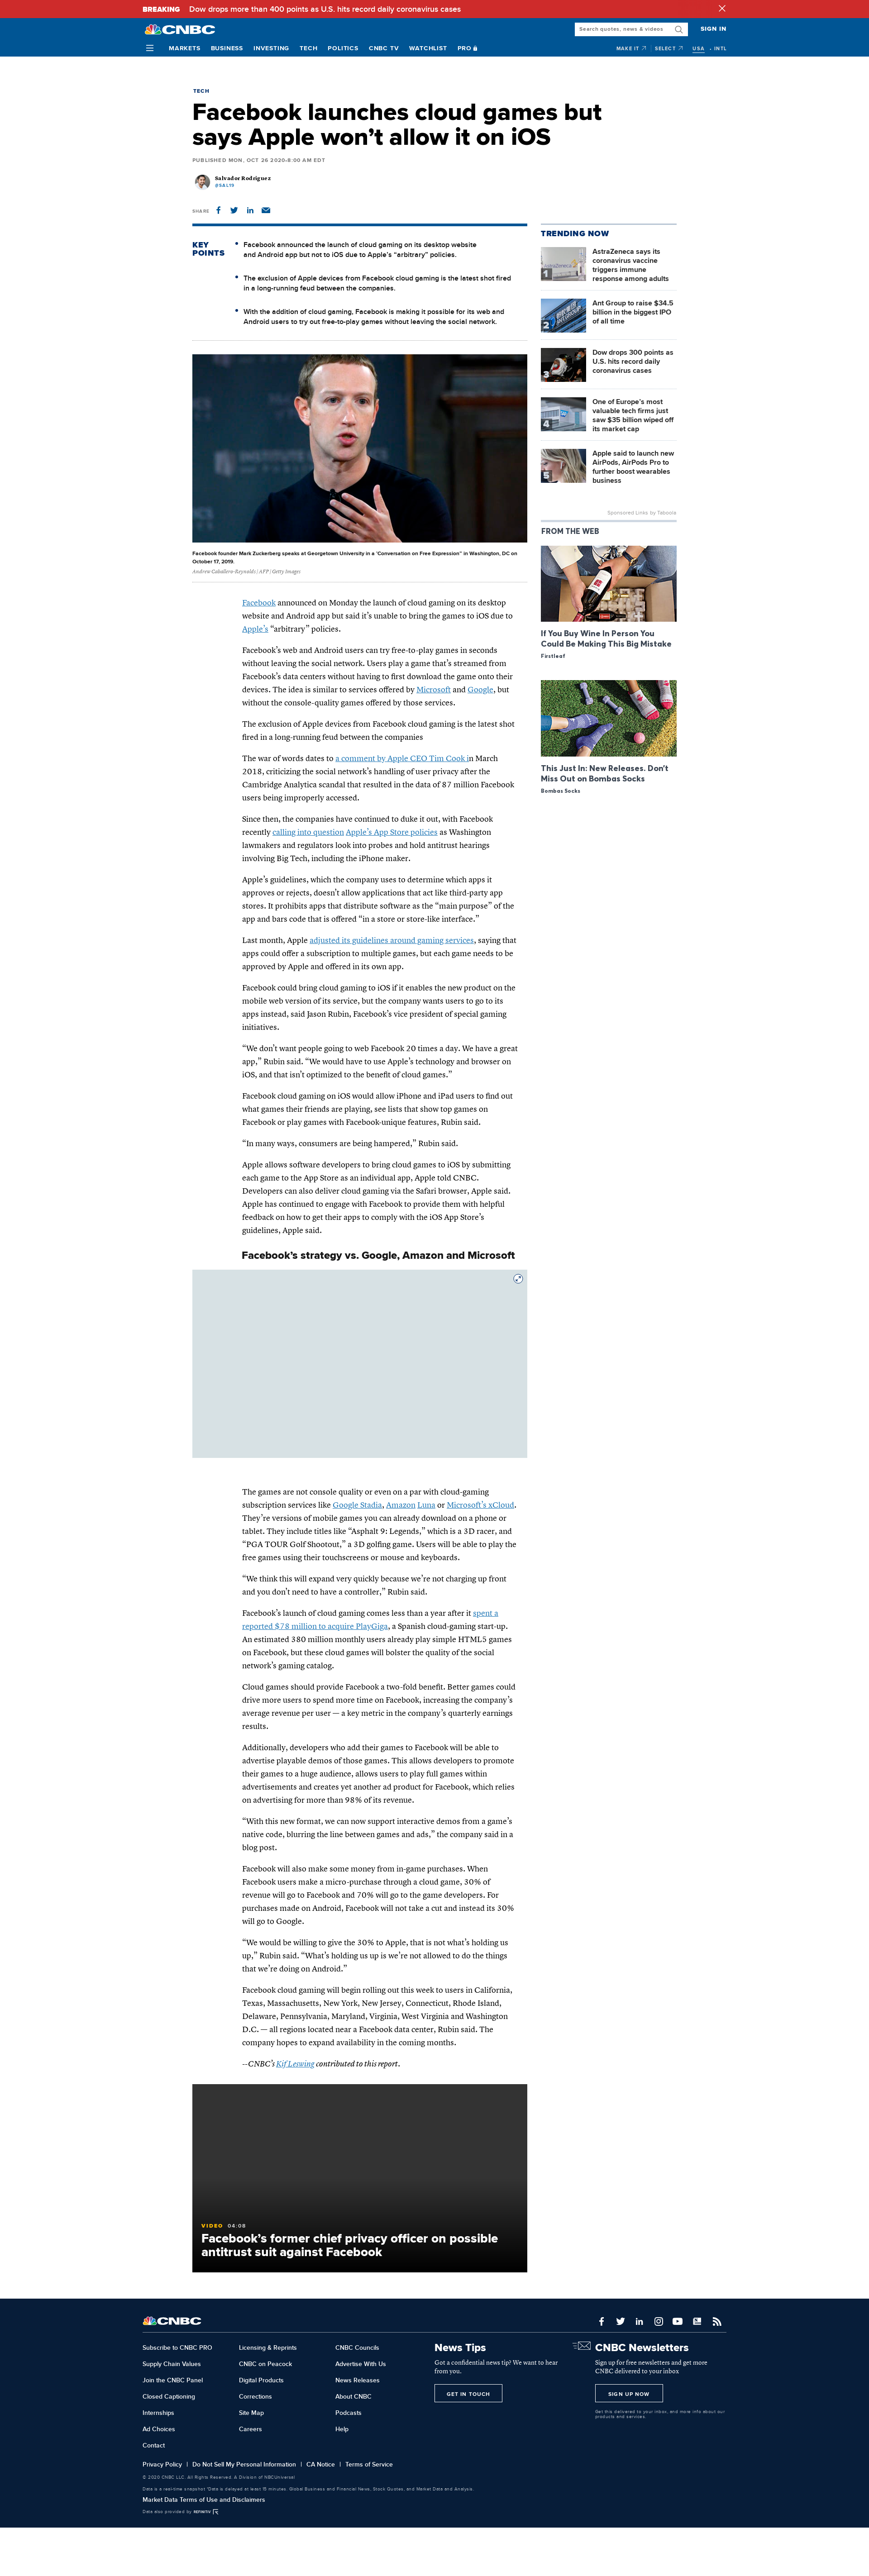 BREAKING Dow drops more than 400 points as U.S. hits record daily coronavirus cases
CNBC
Search quotes, news & videos
SIGN IN
MARKETS BUSINESS INVESTING TECH POLITICS CNBC TV WATCHLIST PRO
MAKE IT SELECT USA INTL
TECH
Facebook launches cloud games but
says Apple won’t allow it on iOS
PUBLISHED MON, OCT 26 2020•8:00 AM EDT
Salvador Rodriguez
@SAL19
SHARE
KEY
POINTS
Facebook announced the launch of cloud gaming on its desktop website
and Android app but not to iOS due to Apple’s “arbitrary” policies.
The exclusion of Apple devices from Facebook cloud gaming is the latest shot fired
in a long-running feud between the companies.
With the addition of cloud gaming, Facebook is making it possible for its web and
Android users to try out free-to-play games without leaving the social network.
Facebook founder Mark Zuckerberg speaks at Georgetown University in a ‘Conversation on Free Expression” in Washington, DC on
October 17, 2019.
Andrew Caballero-Reynolds | AFP | Getty Images
Facebook announced on Monday the launch of cloud gaming on its desktop
website and Android app but said it’s unable to bring the games to iOS due to
Apple’s “arbitrary” policies.
Facebook’s web and Android users can try free-to-play games in seconds
without leaving the social network. Users play a game that’s streamed from
Facebook’s data centers without having to first download the game onto their
devices. The idea is similar to services offered by Microsoft and Google, but
without the console-quality games offered by those services.
The exclusion of Apple devices from Facebook cloud gaming is the latest shot
fired in a long-running feud between the companies
The war of words dates to a comment by Apple CEO Tim Cook in March
2018, criticizing the social network’s handling of user privacy after the
Cambridge Analytica scandal that resulted in the data of 87 million Facebook
users being improperly accessed.
Since then, the companies have continued to duke it out, with Facebook
recently calling into question Apple’s App Store policies as Washington
lawmakers and regulators look into probes and hold antitrust hearings
involving Big Tech, including the iPhone maker.
Apple’s guidelines, which the company uses to determine which apps it
approves or rejects, doesn’t allow applications that act like third-party app
stores. It prohibits apps that distribute software as the “main purpose” of the
app and bars code that is offered “in a store or store-like interface.”
Last month, Apple adjusted its guidelines around gaming services, saying that
apps could offer a subscription to multiple games, but each game needs to be
approved by Apple and offered in its own app.
Facebook could bring cloud gaming to iOS if it enables the new product on the
mobile web version of its service, but the company wants users to go to its
apps instead, said Jason Rubin, Facebook’s vice president of special gaming
initiatives.
“We don’t want people going to web Facebook 20 times a day. We have a great
app,” Rubin said. “We would have to use Apple’s technology and browser on
iOS, and that isn’t optimized to the benefit of cloud games.”
Facebook cloud gaming on iOS would allow iPhone and iPad users to find out
what games their friends are playing, see lists that show top games on
Facebook or play games with Facebook-unique features, Rubin said.
“In many ways, consumers are being hampered,” Rubin said.
Apple allows software developers to bring cloud games to iOS by submitting
each game to the App Store as an individual app, Apple told CNBC.
Developers can also deliver cloud gaming via the Safari browser, Apple said.
Apple has continued to engage with Facebook to provide them with helpful
feedback on how to get their apps to comply with the iOS App Store’s
guidelines, Apple said.
Facebook’s strategy vs. Google, Amazon and Microsoft
The games are not console quality or even on a par with cloud-gaming
subscription services like Google Stadia, Amazon Luna or Microsoft’s xCloud.
They’re versions of mobile games you can already download on a phone or
tablet. They include titles like “Asphalt 9: Legends,” which is a 3D racer, and
“PGA TOUR Golf Shootout,” a 3D golfing game. Users will be able to play the
free games using their touchscreens or mouse and keyboards.
“We think this will expand very quickly because we’re not charging up front
and you don’t need to have a controller,” Rubin said.
Facebook’s launch of cloud gaming comes less than a year after it spent a
reported $78 million to acquire PlayGiga, a Spanish cloud-gaming start-up.
An estimated 380 million monthly users already play simple HTML5 games
on Facebook, but these cloud games will bolster the quality of the social
network’s gaming catalog.
Cloud games should provide Facebook a two-fold benefit. Better games could
drive more users to spend more time on Facebook, increasing the company’s
average revenue per user — a key metric in the company’s quarterly earnings
results.
Additionally, developers who add their games to Facebook will be able to
advertise playable demos of those games. This allows developers to promote
their games to a huge audience, allows users to play full games within
advertisements and creates yet another ad product for Facebook, which relies
on advertising for more than 98% of its revenue.
“With this new format, we can now support interactive demos from a game’s
native code, blurring the line between games and ads,” the company said in a
blog post.
Facebook will also make some money from in-game purchases. When
Facebook users make a micro-purchase through a cloud game, 30% of
revenue will go to Facebook and 70% will go to the game developers. For
purchases made on Android, Facebook will not take a cut and instead its 30%
will go to Google.
“We would be willing to give the 30% to Apple, that is not what’s holding us
up,” Rubin said. “What’s holding us up is we’re not allowed to do the things
that we’re doing on Android.”
Facebook cloud gaming will begin rolling out this week to users in California,
Texas, Massachusetts, New York, New Jersey, Connecticut, Rhode Island,
Delaware, Pennsylvania, Maryland, Virginia, West Virginia and Washington
D.C. — all regions located near a Facebook data center, Rubin said. The
company hopes to expand availability in the coming months.
—CNBC’s Kif Leswing contributed to this report.
VIDEO 04:08
Facebook’s former chief privacy officer on possible
antitrust suit against Facebook
TRENDING NOW
1
AstraZeneca says its
coronavirus vaccine
triggers immune
response among adults
2
Ant Group to raise $34.5
billion in the biggest IPO
of all time
3
Dow drops 300 points as
U.S. hits record daily
coronavirus cases
4
One of Europe’s most
valuable tech firms just
saw $35 billion wiped off
its market cap
5
Apple said to launch new
AirPods, AirPods Pro to
further boost wearables
business
Sponsored Links by Taboola
FROM THE WEB
If You Buy Wine In Person You
Could Be Making This Big Mistake
Firstleaf
This Just In: New Releases. Don’t
Miss Out on Bombas Socks
Bombas Socks
CNBC
Subscribe to CNBC PRO
Supply Chain Values
Join the CNBC Panel
Closed Captioning
Internships
Ad Choices
Contact
Licensing & Reprints
CNBC on Peacock
Digital Products
Corrections
Site Map
Careers
CNBC Councils
Advertise With Us
News Releases
About CNBC
Podcasts
Help
News Tips
Got a confidential news tip? We want to hear
from you.
GET IN TOUCH
CNBC Newsletters
Sign up for free newsletters and get more
CNBC delivered to your inbox
SIGN UP NOW
Get this delivered to your inbox, and more info about our
products and services.
Privacy Policy | Do Not Sell My Personal Information | CA Notice | Terms of Service
© 2020 CNBC LLC. All Rights Reserved. A Division of NBCUniversal
Data is a real-time snapshot *Data is delayed at least 15 minutes. Global Business and Financial News, Stock Quotes, and Market Data and Analysis.
Market Data Terms of Use and Disclaimers
Data also provided by REFINITIV